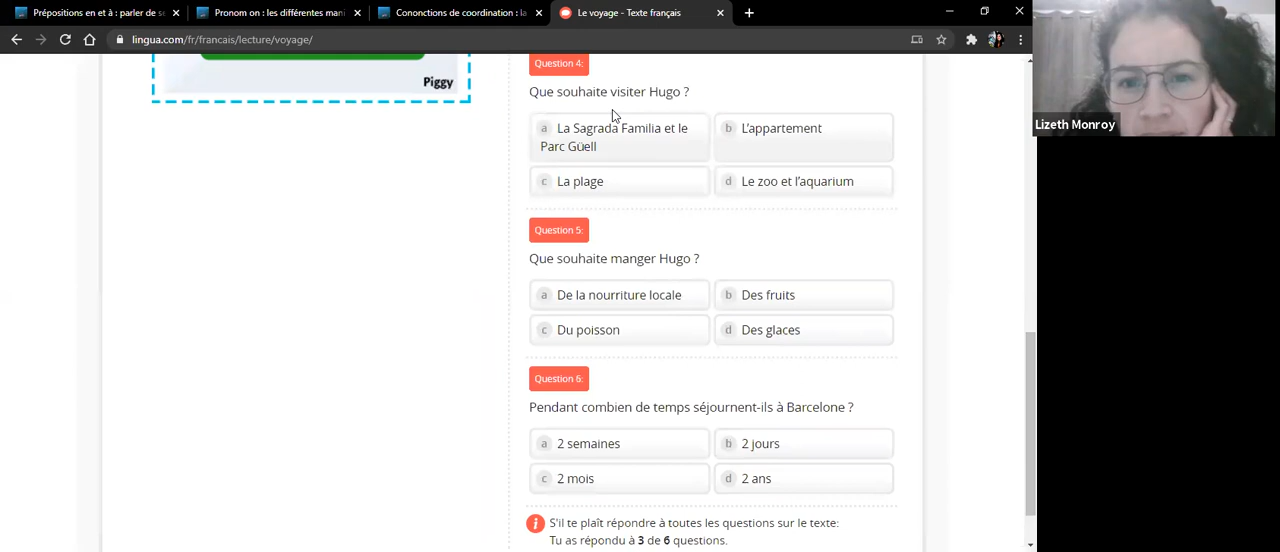 Prépositions en et à : parler de se
Pronom on : les différentes mani
Cononctions de coordination : la
Le voyage - Texte français
lingua.com/fr/francais/lecture/voyage/
Lizeth Monroy
Piggy
Question 4:
Que souhaite visiter Hugo ?
a La Sagrada Familia et le
Parc Güell
b L'appartement
c La plage
d Le zoo et l'aquarium
Question 5:
Que souhaite manger Hugo ?
a De la nourriture locale
b Des fruits
c Du poisson
d Des glaces
Question 6:
Pendant combien de temps séjournent-ils à Barcelone ?
a 2 semaines
b 2 jours
c 2 mois
d 2 ans
i S'il te plaît répondre à toutes les questions sur le texte:
Tu as répondu à 3 de 6 questions.